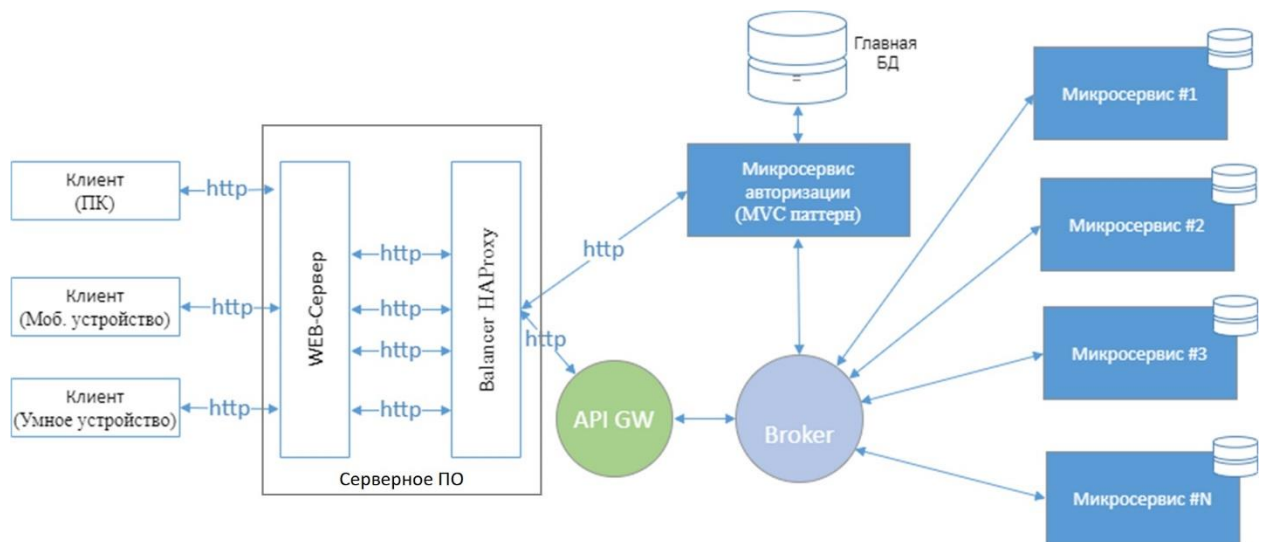 Главная
БД
Микросервис #1
Клиент
(ПК)
http
Микросервис
авторизации
(MVC паттерн)
Микросервис #2
http
http
Клиент
(Моб. устройство)
http
WEB-Сервер
http
http
Balancer HAProxy
http
Микросервис #3
Клиент
(Умное устройство)
http
http
API GW
Broker
Серверное ПО
Микросервис #N